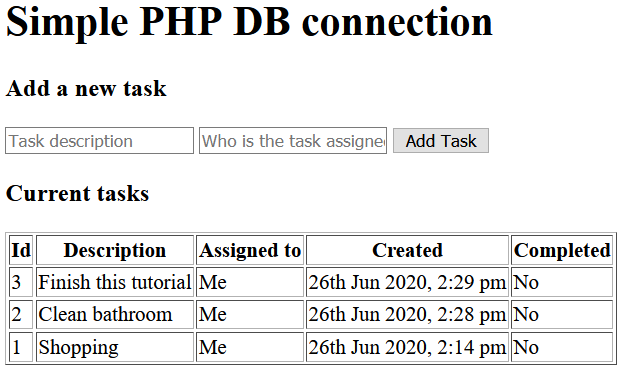 Simple PHP DB connection
Add a new task
Task description Who is the task assigne Add Task
Current tasks
Id Description Assigned to Created Completed
3 Finish this tutorial Me 26th Jun 2020, 2:29 pm No
2 Clean bathroom Me 26th Jun 2020, 2:28 pm No
1 Shopping Me 26th Jun 2020, 2:14 pm No